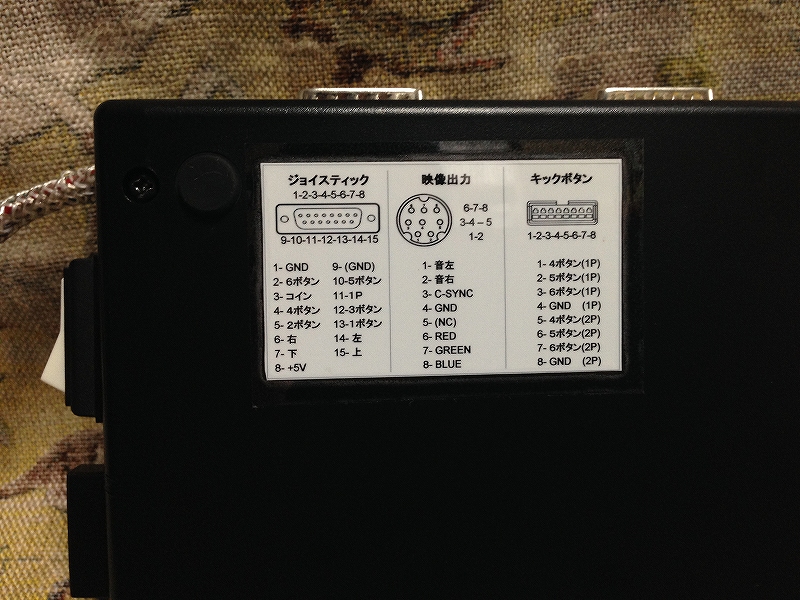 ジョイスティック
1-2-3-4-5-6-7-8
9-10-11-12-13-14-15
1- GND 9- (GND)
2- 6ボタン 10-5ボタン
3- コイン 11-1P
4- 4ボタン 12-3ボタン
5- 2ボタン 13-1ボタン
6- 右 14- 左
7- 下 15- 上
8- +5V
映像出力
6-7-8
3-4 – 5
1-2
1- 音左
2- 音右
3- C-SYNC
4- GND
5- (NC)
6- RED
7- GREEN
8- BLUE
キックボタン
1-2-3-4-5-6-7-8
1- 4ボタン(1P)
2- 5ボタン(1P)
3- 6ボタン(1P)
4- GND (1P)
5- 4ボタン(2P)
6- 5ボタン(2P)
7- 6ボタン(2P)
8- GND (2P)